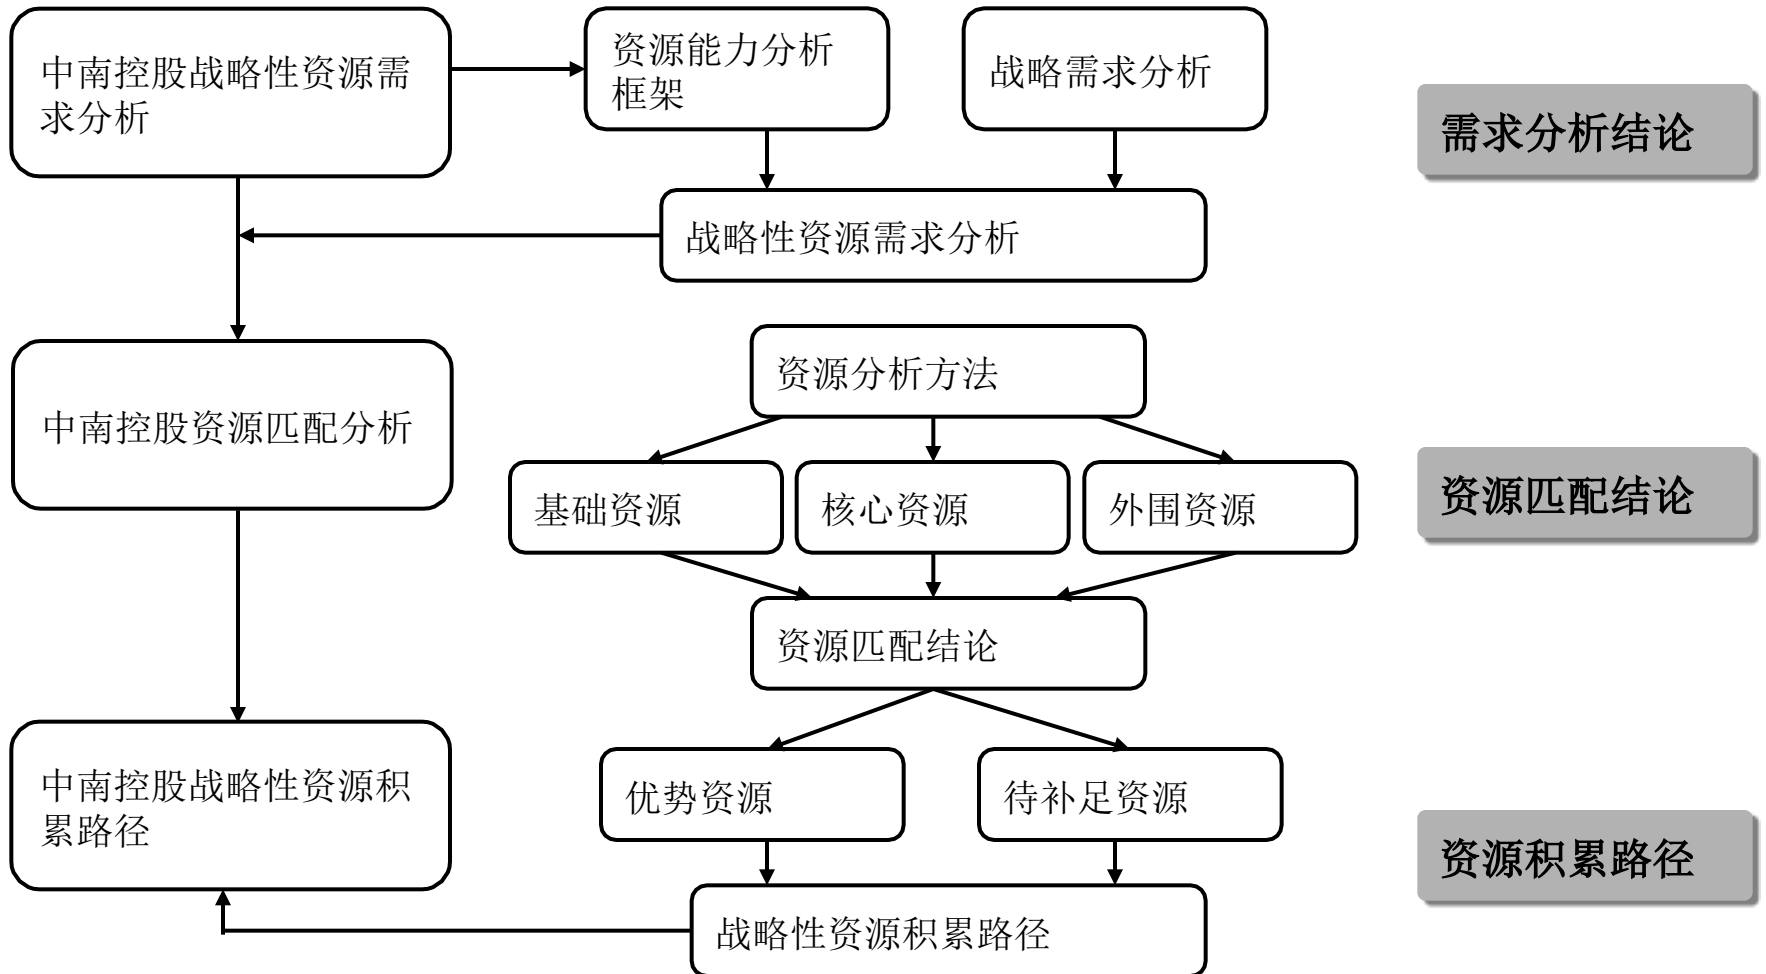 中南控股战略性资源需
求分析
资源能力分析
框架
战略需求分析
需求分析结论
战略性资源需求分析
资源分析方法
中南控股资源匹配分析
基础资源
核心资源
外围资源
资源匹配结论
资源匹配结论
中南控股战略性资源积
累路径
优势资源
待补足资源
资源积累路径
战略性资源积累路径